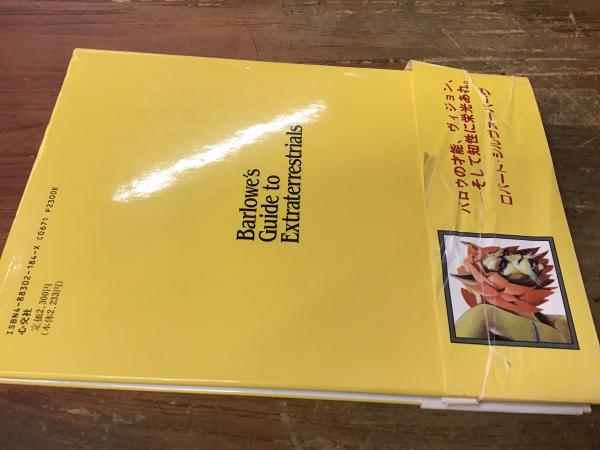 Barlowe's
Guide to
Extraterrestrials
バロウの才能、ヴィジョン、
そして知性に栄光あれ。
ロバート・シルヴァーバーグ
ISBN4-88302-184-X C0671 P2300E
心交社
定価2,300円
(本体2,233円)